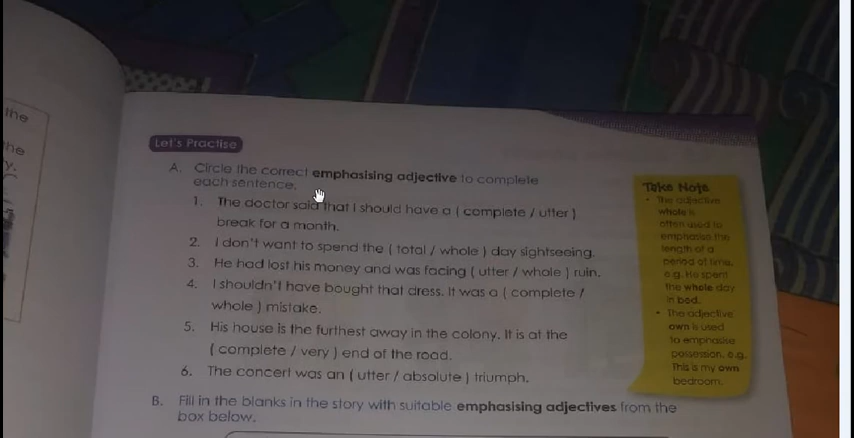 the
he
y.
Let's Practise
A. Circle the correct emphasising adjective to complete
each sentence.
1. The doctor said that I should have a ( complete / utter )
break for a month.
2. I don't want to spend the ( total / whole ) day sightseeing.
3. He had lost his money and was facing ( utter / whole ) ruin.
4. I shouldn't have bought that dress. It was a ( complete /
whole ) mistake.
5. His house is the furthest away in the colony. It is at the
( complete / very ) end of the road.
6. The concert was an ( utter / absolute ) triumph.
B. Fill in the blanks in the story with suitable emphasising adjectives from the
box below.
Take Note
• The adjective
whole is
often used to
emphasise the
length of a
period of time,
e.g. He spent
the whole day
in bed.
• The adjective
own is used
to emphasise
possession, e.g.
This is my own
bedroom.